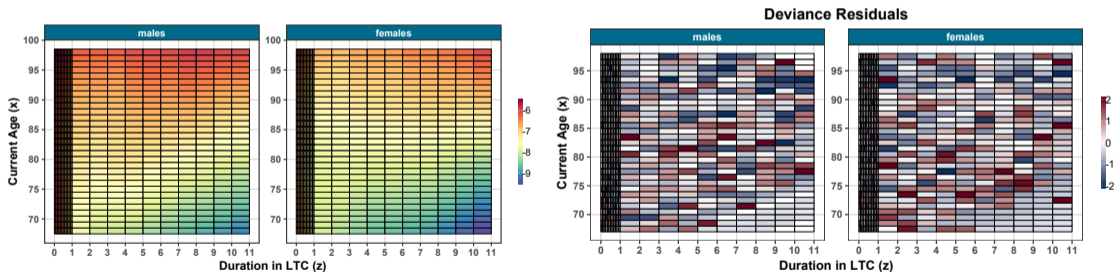 Deviance Residuals
males
females
males
females
100
95
90
85
80
75
70
Current Age (x)
0 1 2 3 4 5 6 7 8 9 10 11
0 1 2 3 4 5 6 7 8 9 10 11
Duration in LTC (z)
-6
-7
-8
-9
95
90
85
80
75
70
Current Age (x)
0 1 2 3 4 5 6 7 8 9 10 11
0 1 2 3 4 5 6 7 8 9 10 11
Duration in LTC (z)
2
1
0
-1
-2